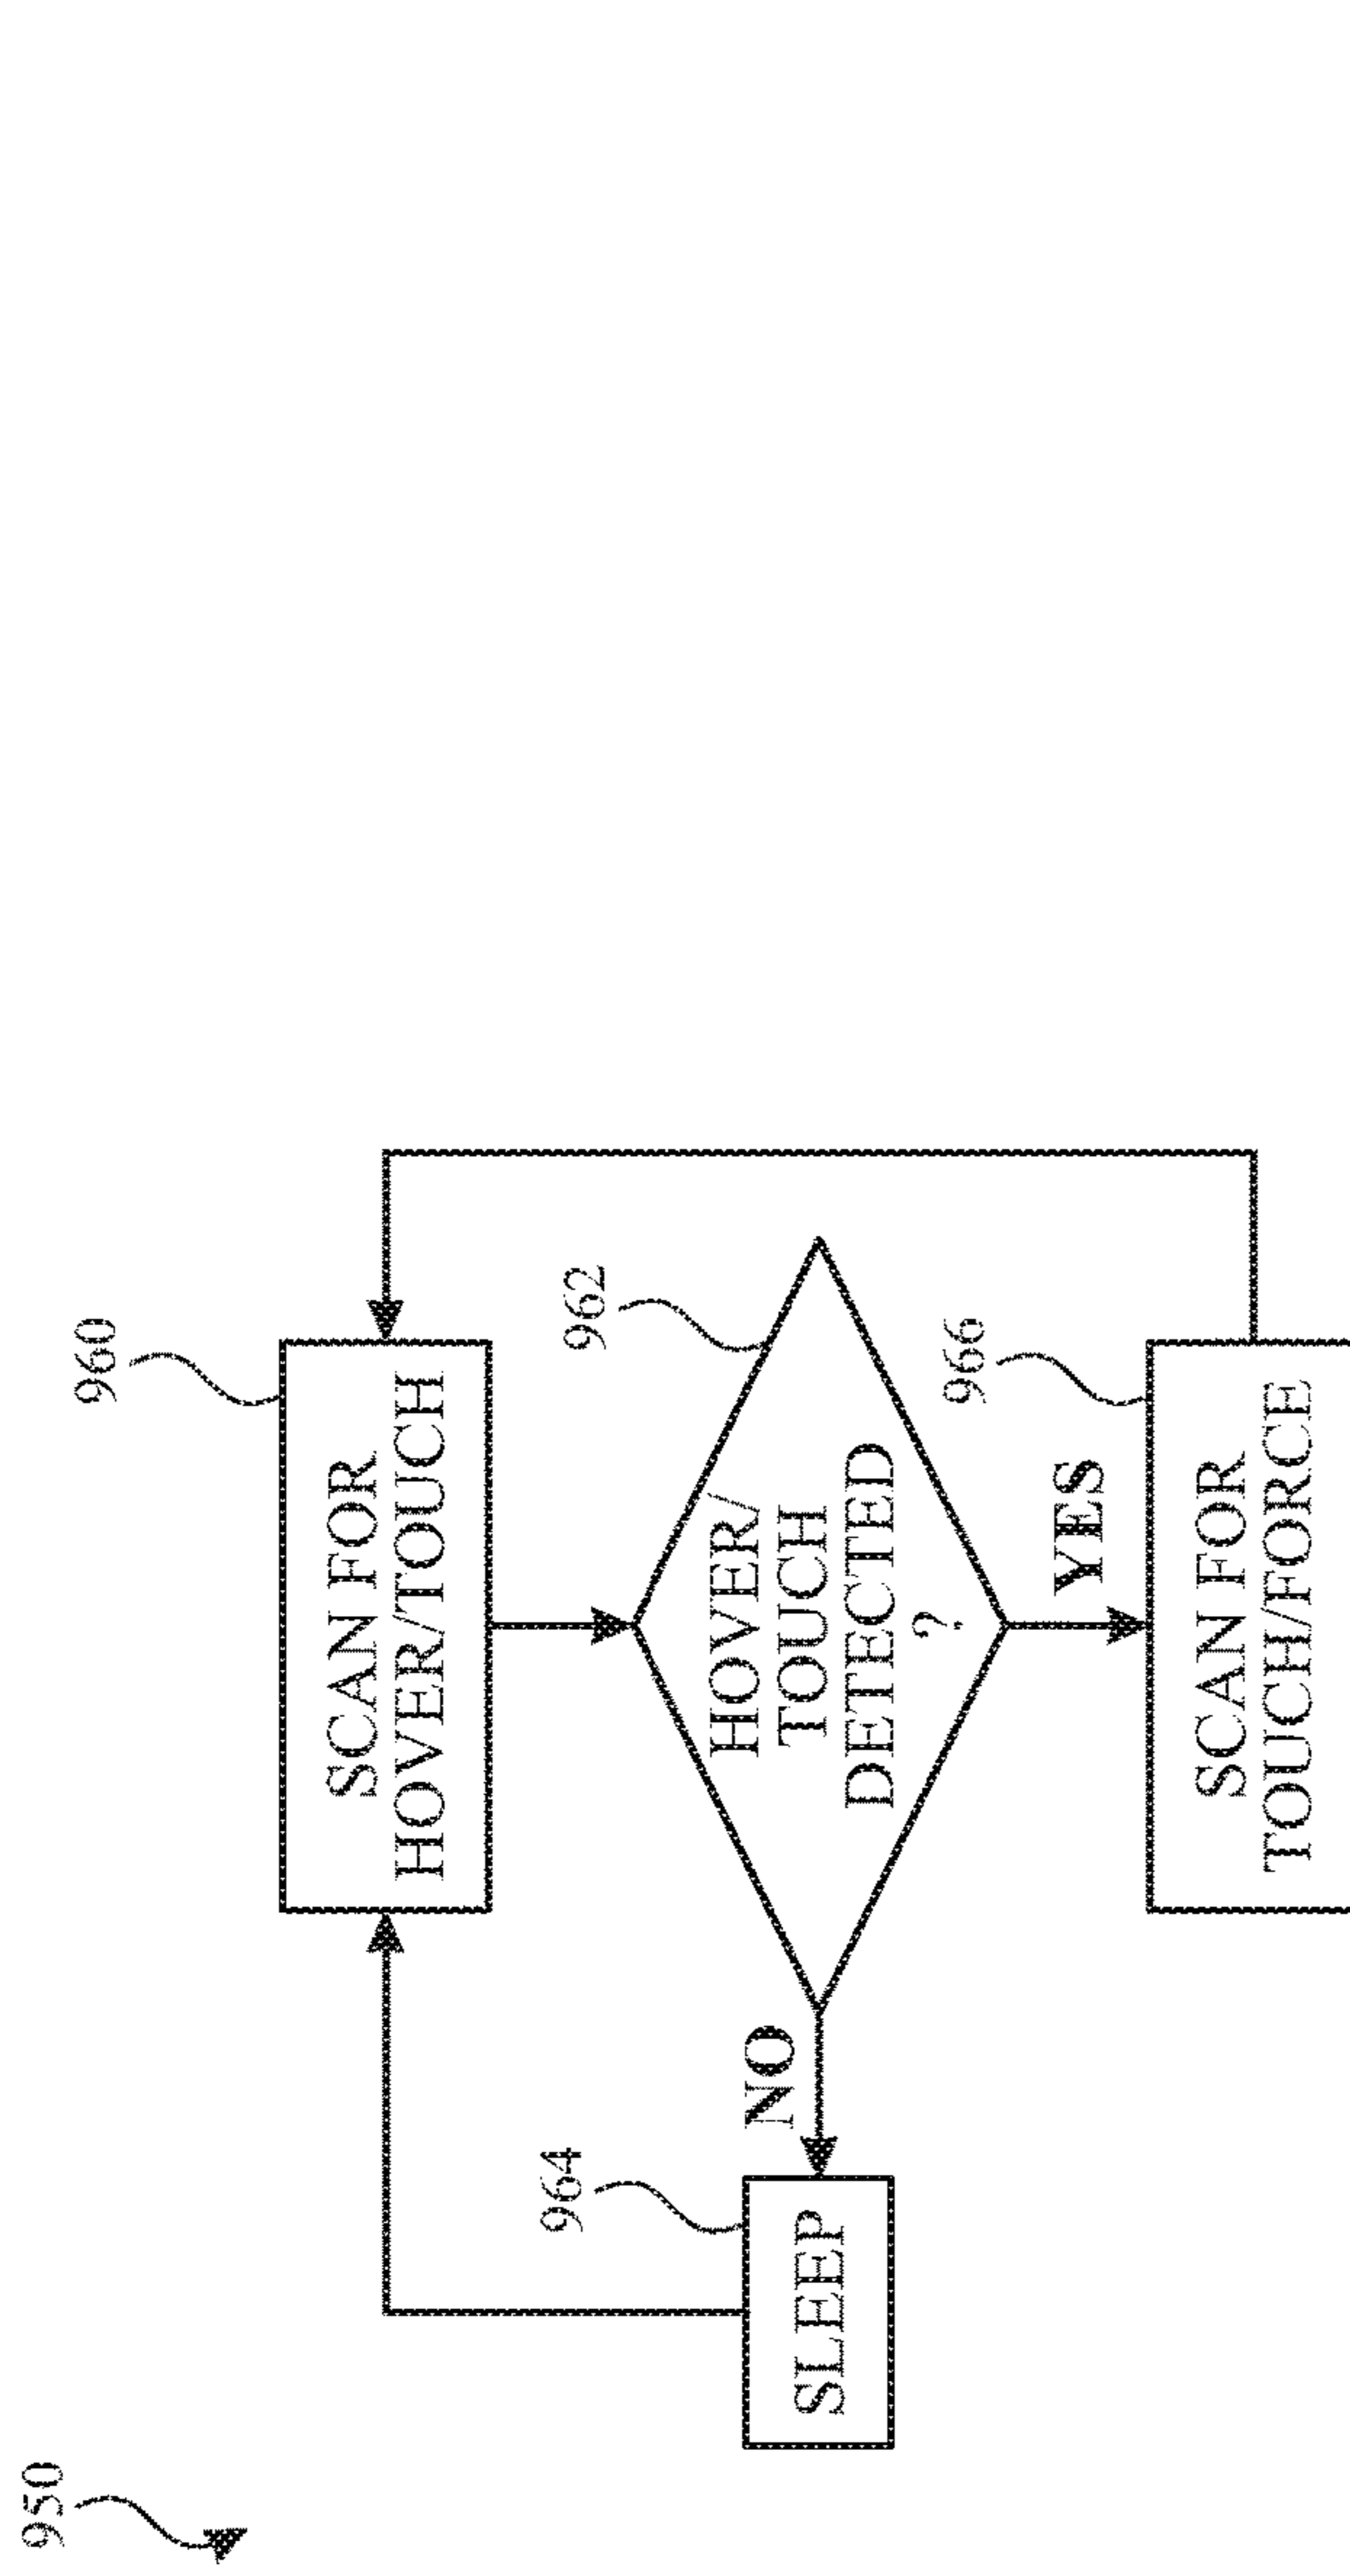 950
960
SCAN FOR
HOVER/TOUCH
962
HOVER/
TOUCH
DETECTED
?
NO
964
SLEEP
YES
966
SCAN FOR
TOUCH/FORCE